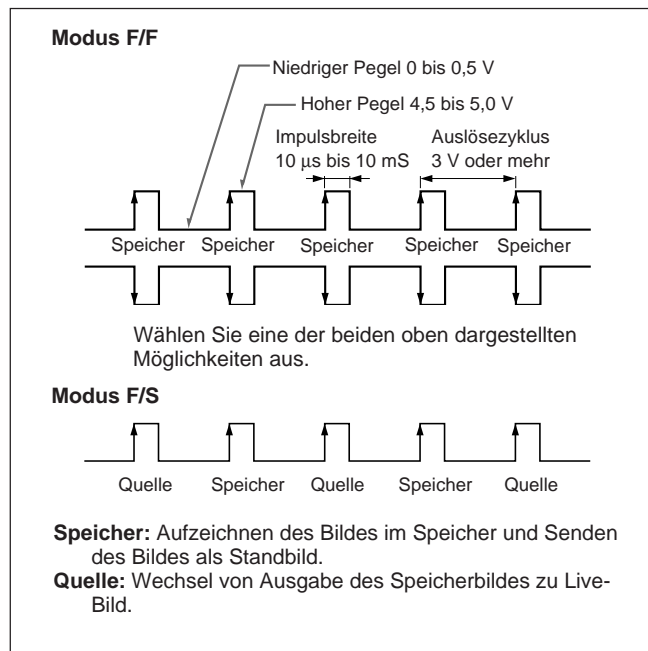 Modus F/F
Niedriger Pegel 0 bis 0,5 V
Hoher Pegel 4,5 bis 5,0 V
Impulsbreite
10 µs bis 10 mS
Auslösezyklus
3 V oder mehr
Speicher Speicher Speicher Speicher Speicher
Wählen Sie eine der beiden oben dargestellten
Möglichkeiten aus.
Modus F/S
Quelle Speicher Quelle Speicher Quelle
Speicher: Aufzeichnen des Bildes im Speicher und Senden
des Bildes als Standbild.
Quelle: Wechsel von Ausgabe des Speicherbildes zu Live-
Bild.